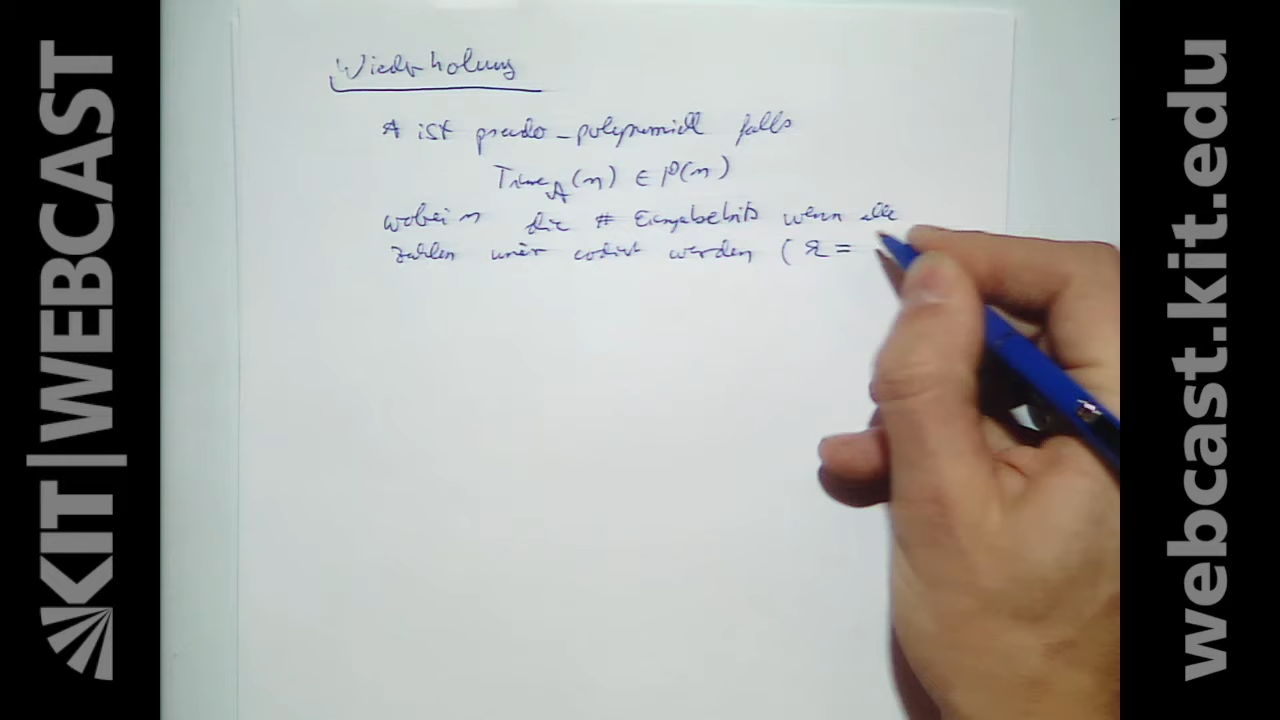 KIT | WEBCAST
Wiederholung
A ist pseudo-polynomiell falls
Time_A(n) ∈ P(n)
wobei n die # Eingabebits wenn alle
Zahlen unär codiert werden ( x =
webcast.kit.edu